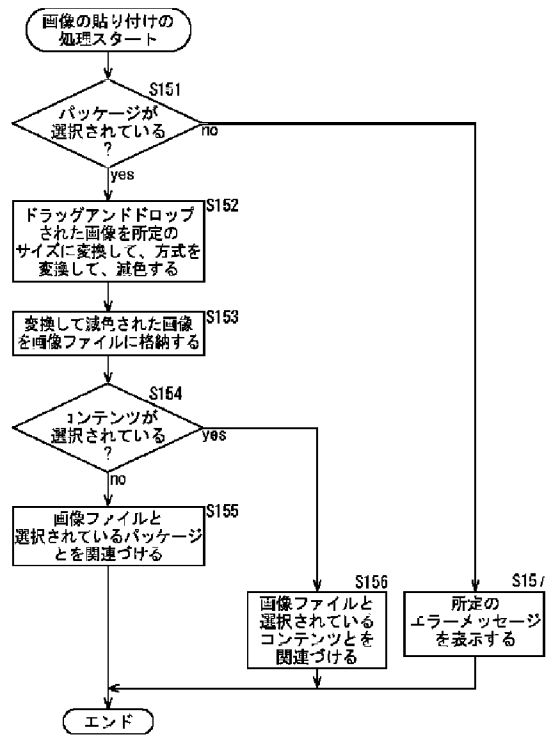 画像の貼り付けの
処理スタート
S151
パッケージが
選択されている
?
no
yes
S152
ドラッグアンドドロップ
された画像を所定の
サイズに変換して、方式を
変換して、減色する
S153
変換して減色された画像
を画像ファイルに格納する
S154
コンテンツが
選択されている
?
yes
no
S155
画像ファイルと
選択されているパッケージ
とを関連づける
S156
画像ファイルと
選択されている
コンテンツとを
関連づける
S157
所定の
エラーメッセージ
を表示する
エンド